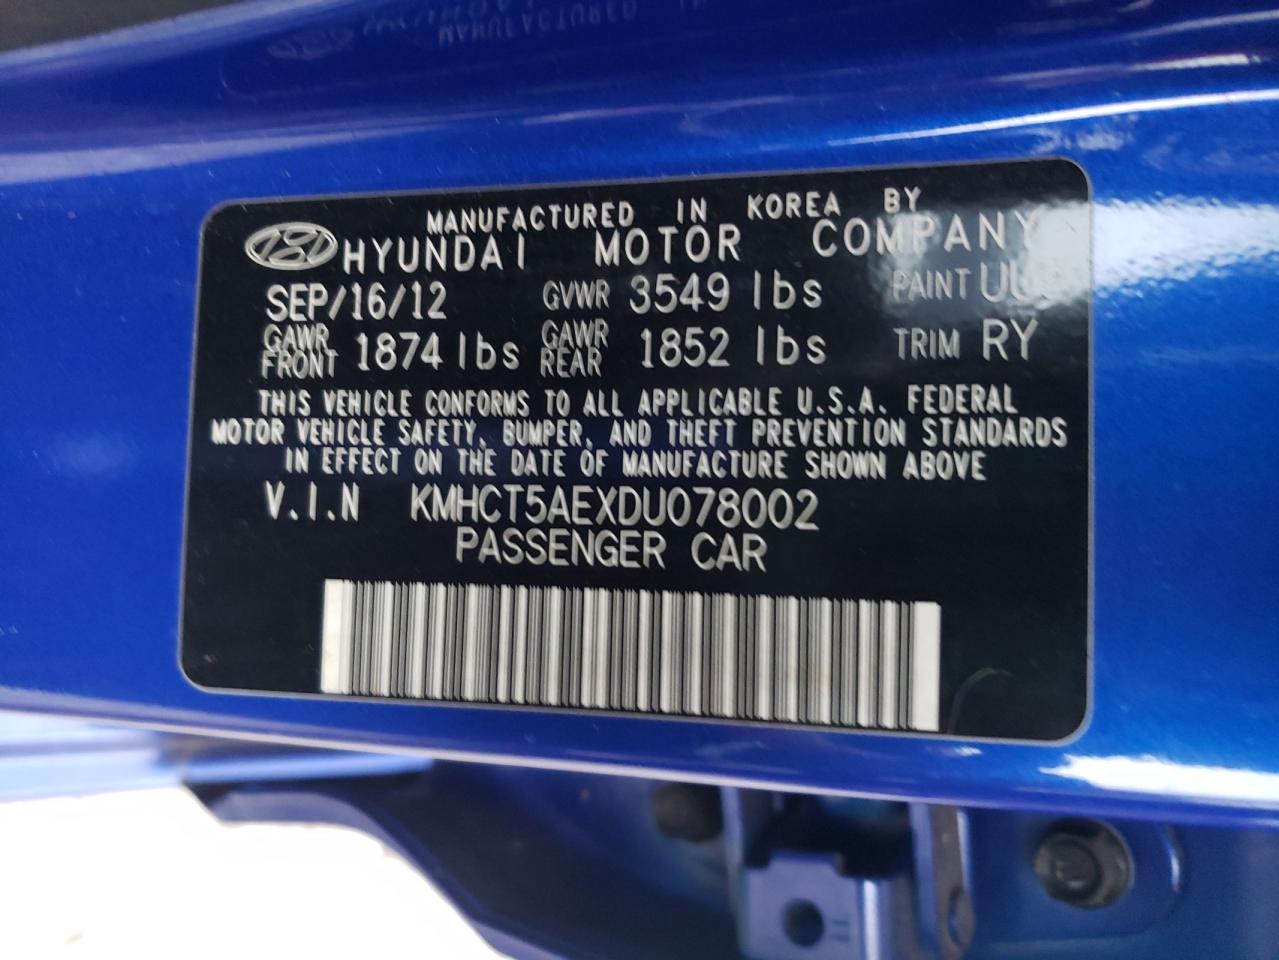 MANUFACTURED IN KOREA BY
HYUNDAI MOTOR COMPANY
SEP/16/12 GVWR 3549 lbs PAINT
GAWR FRONT 1874 lbs GAWR REAR 1852 lbs TRIM RY
THIS VEHICLE CONFORMS TO ALL APPLICABLE U.S.A. FEDERAL
MOTOR VEHICLE SAFETY, BUMPER, AND THEFT PREVENTION STANDARDS
IN EFFECT ON THE DATE OF MANUFACTURE SHOWN ABOVE
V.I.N KMHCT5AEXDU078002
PASSENGER CAR